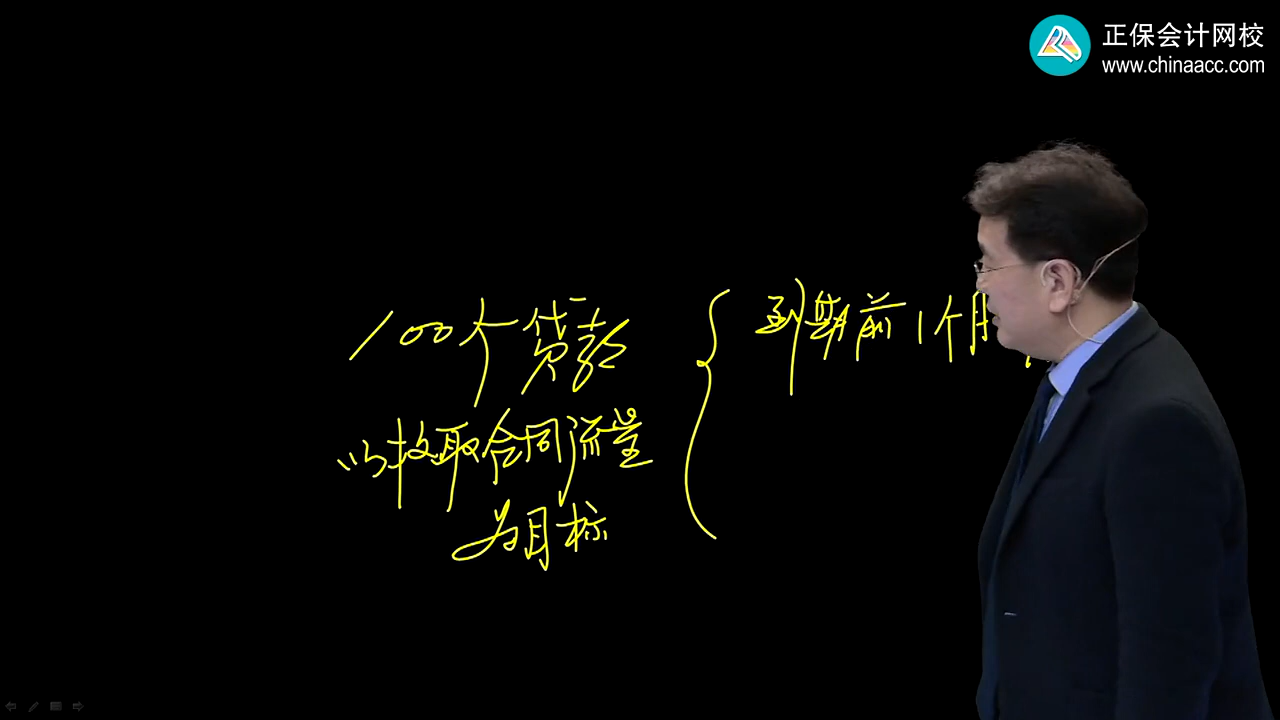 正保会计网校
www.chinaacc.com
100个贷款
以收取合同流量
为目标
到期前1个月